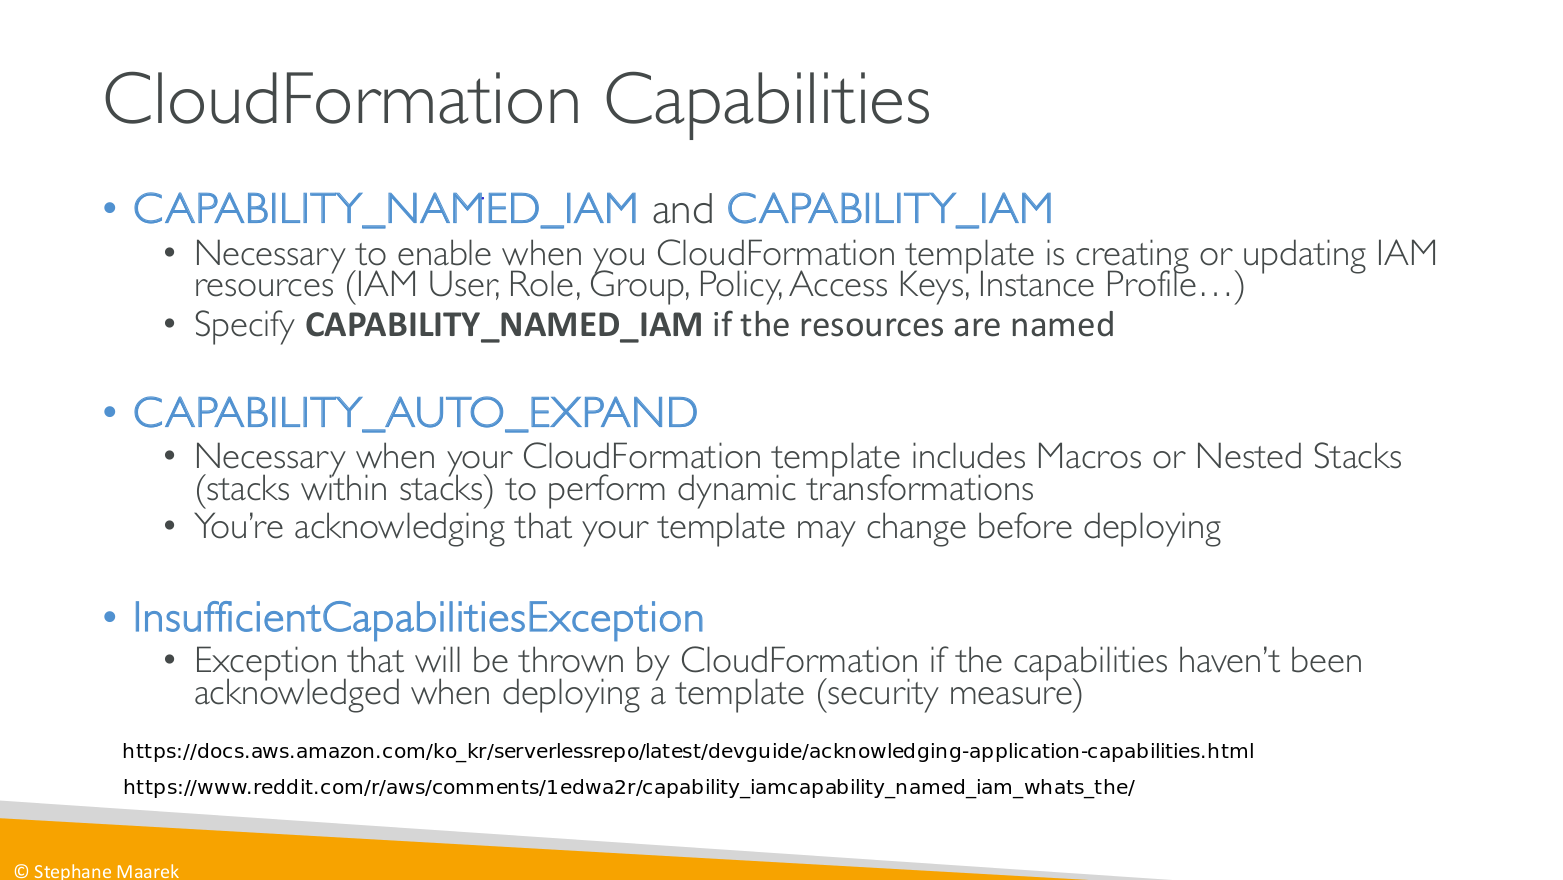 CloudFormation Capabilities
• CAPABILITY_NAMED_IAM and CAPABILITY_IAM
• Necessary to enable when you CloudFormation template is creating or updating IAM
resources (IAM User, Role, Group, Policy, Access Keys, Instance Profile…)
• Specify CAPABILITY_NAMED_IAM if the resources are named
• CAPABILITY_AUTO_EXPAND
• Necessary when your CloudFormation template includes Macros or Nested Stacks
(stacks within stacks) to perform dynamic transformations
• You’re acknowledging that your template may change before deploying
• InsufficientCapabilitiesException
• Exception that will be thrown by CloudFormation if the capabilities haven’t been
acknowledged when deploying a template (security measure)
https://docs.aws.amazon.com/ko_kr/serverlessrepo/latest/devguide/acknowledging-application-capabilities.html
https://www.reddit.com/r/aws/comments/1edwa2r/capability_iamcapability_named_iam_whats_the/
© Stephane Maarek